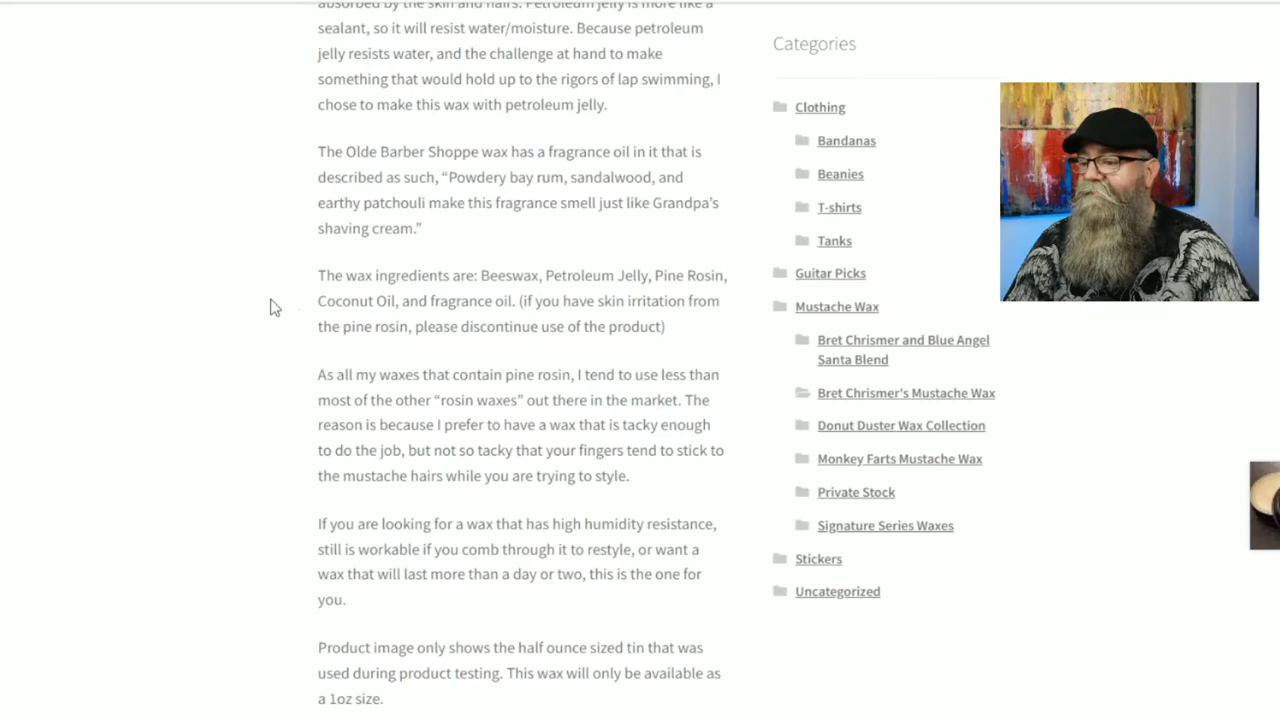 absorbed by the skin and hairs. Petroleum jelly is more like a
sealant, so it will resist water/moisture. Because petroleum
jelly resists water, and the challenge at hand to make
something that would hold up to the rigors of lap swimming, I
chose to make this wax with petroleum jelly.
The Olde Barber Shoppe wax has a fragrance oil in it that is
described as such, “Powdery bay rum, sandalwood, and
earthy patchouli make this fragrance smell just like Grandpa’s
shaving cream.”
The wax ingredients are: Beeswax, Petroleum Jelly, Pine Rosin,
Coconut Oil, and fragrance oil. (if you have skin irritation from
the pine rosin, please discontinue use of the product)
As all my waxes that contain pine rosin, I tend to use less than
most of the other “rosin waxes” out there in the market. The
reason is because I prefer to have a wax that is tacky enough
to do the job, but not so tacky that your fingers tend to stick to
the mustache hairs while you are trying to style.
If you are looking for a wax that has high humidity resistance,
still is workable if you comb through it to restyle, or want a
wax that will last more than a day or two, this is the one for
you.
Product image only shows the half ounce sized tin that was
used during product testing. This wax will only be available as
a 1oz size.
Categories
Clothing
Bandanas
Beanies
T-shirts
Tanks
Guitar Picks
Mustache Wax
Bret Chrismer and Blue Angel
Santa Blend
Bret Chrismer's Mustache Wax
Donut Duster Wax Collection
Monkey Farts Mustache Wax
Private Stock
Signature Series Waxes
Stickers
Uncategorized